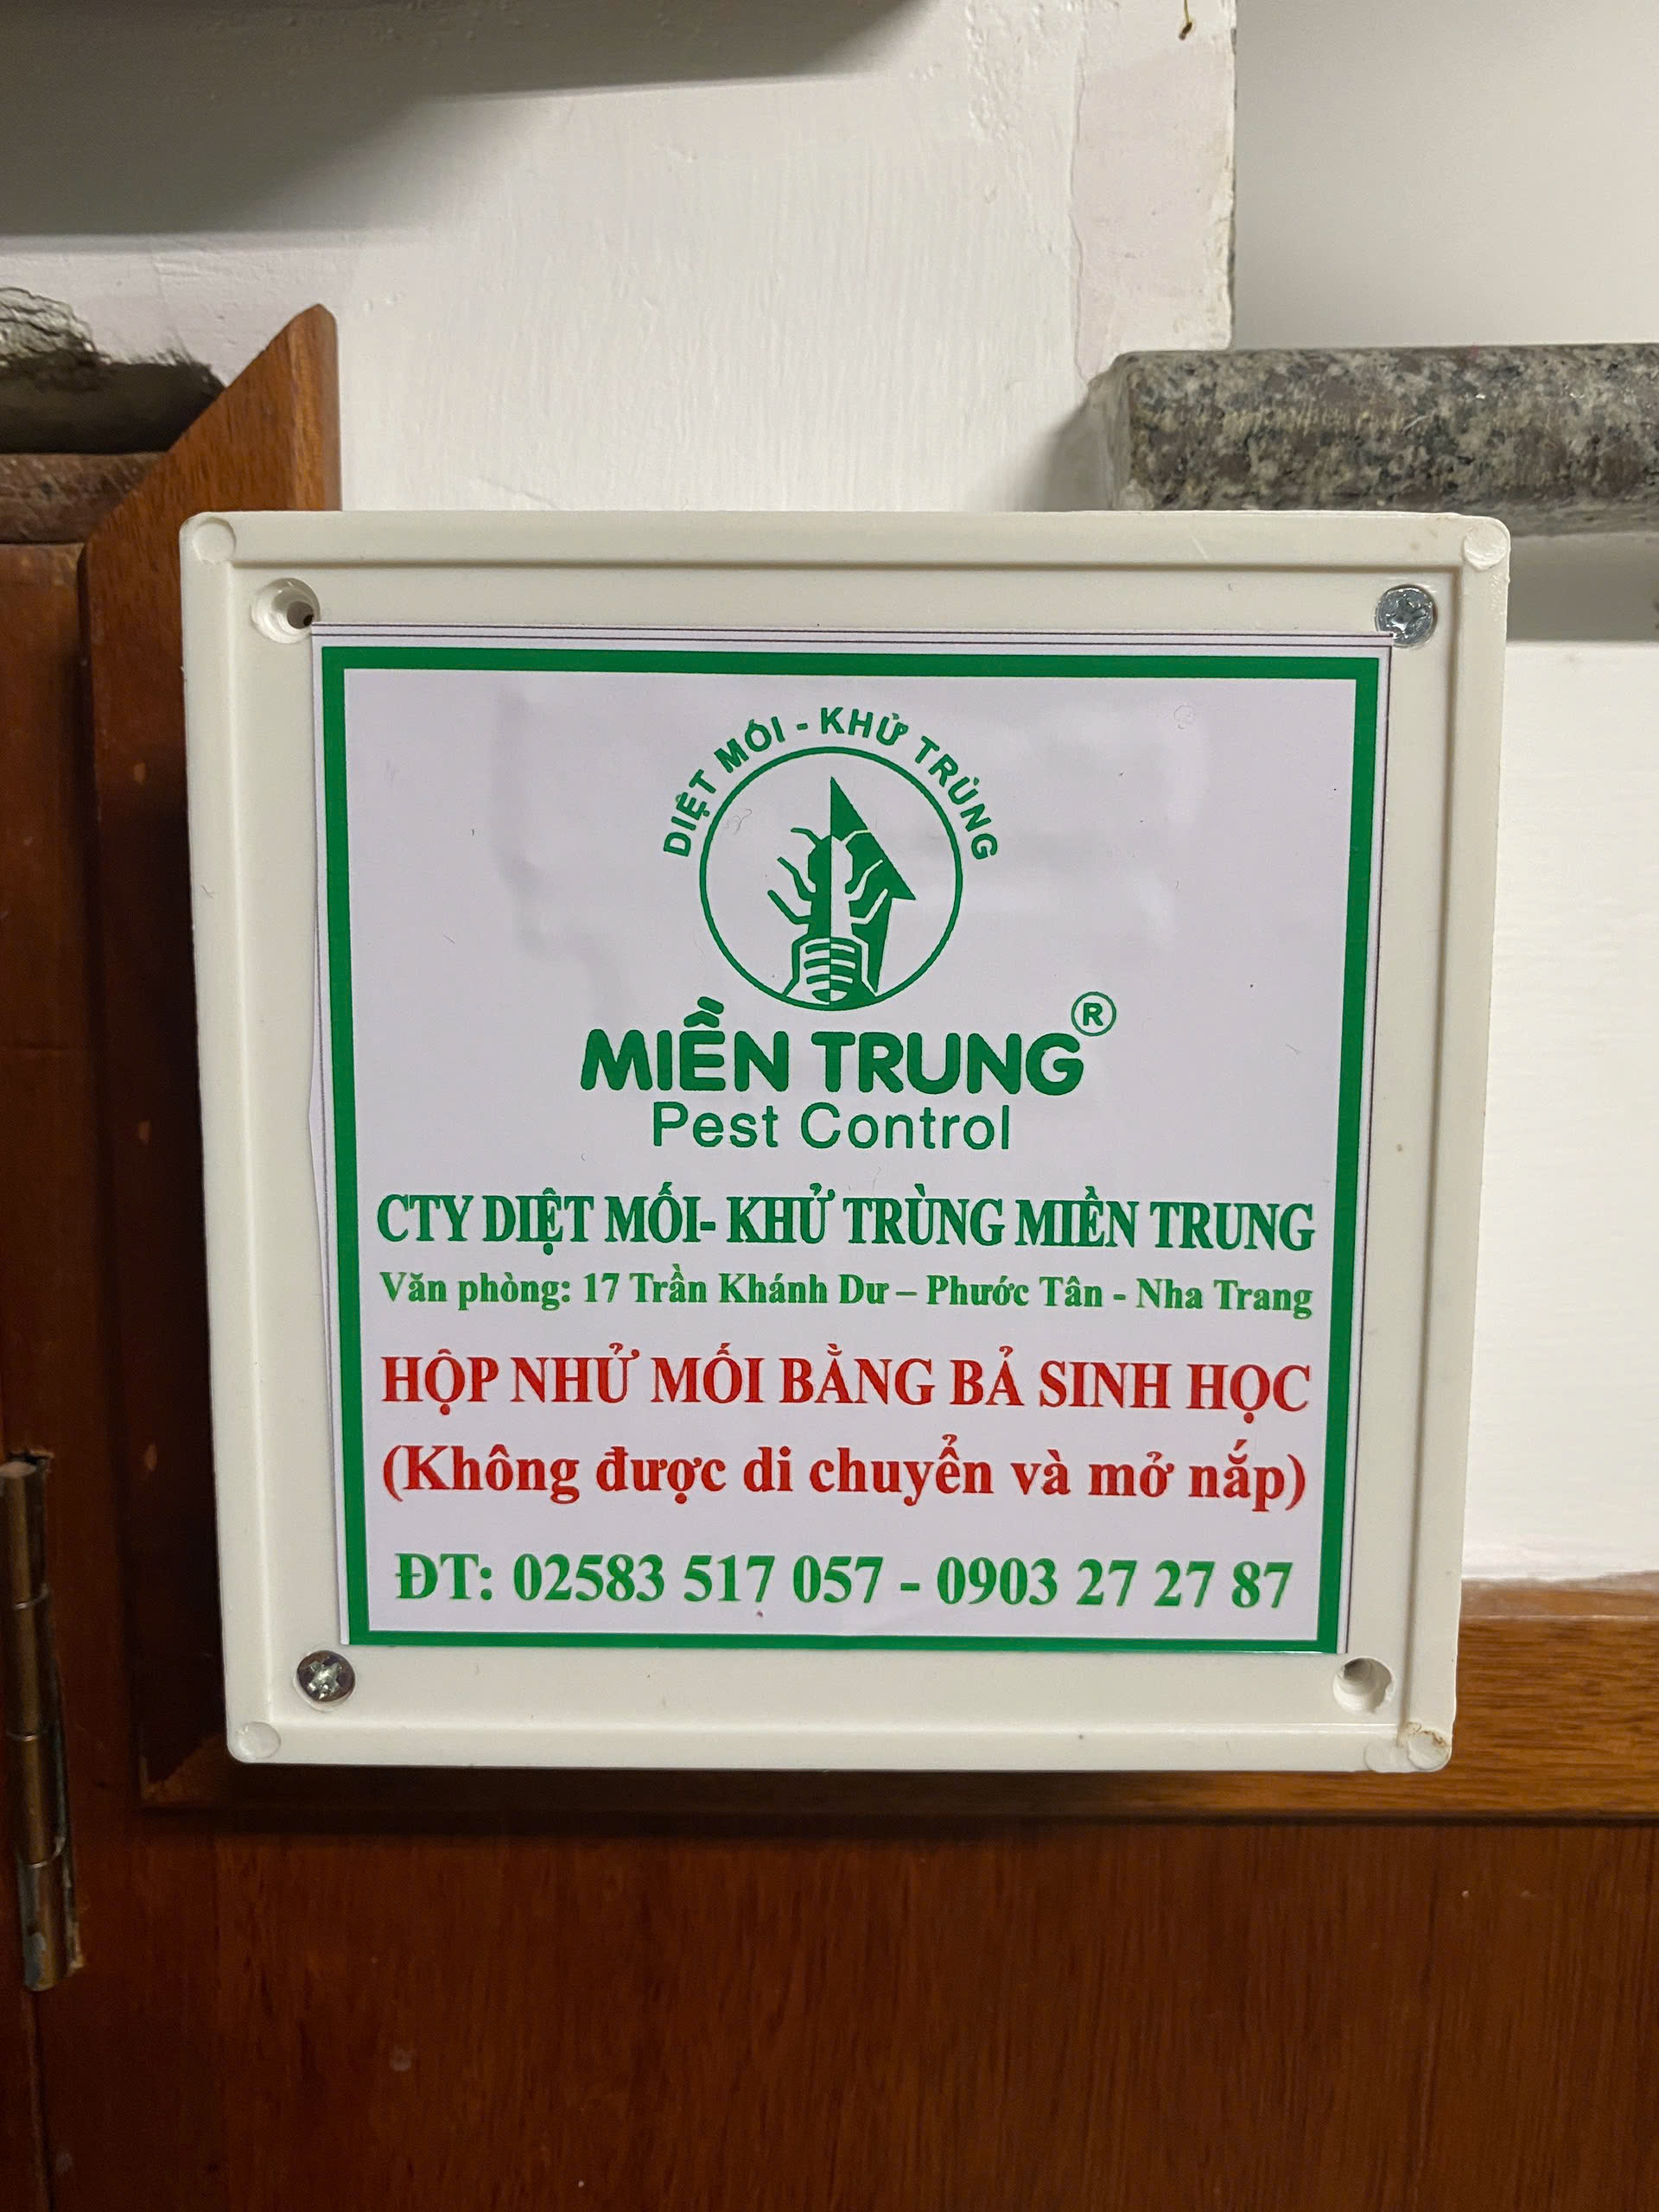 DIỆT MỐI - KHỬ TRÙNG
MIỀN TRUNG®
Pest Control
CTY DIỆT MỐI- KHỬ TRÙNG MIỀN TRUNG
Văn phòng: 17 Trần Khánh Dư – Phước Tân - Nha Trang
HỘP NHỬ MỐI BẰNG BẢ SINH HỌC
(Không được di chuyển và mở nắp)
ĐT: 02583 517 057 - 0903 27 27 87